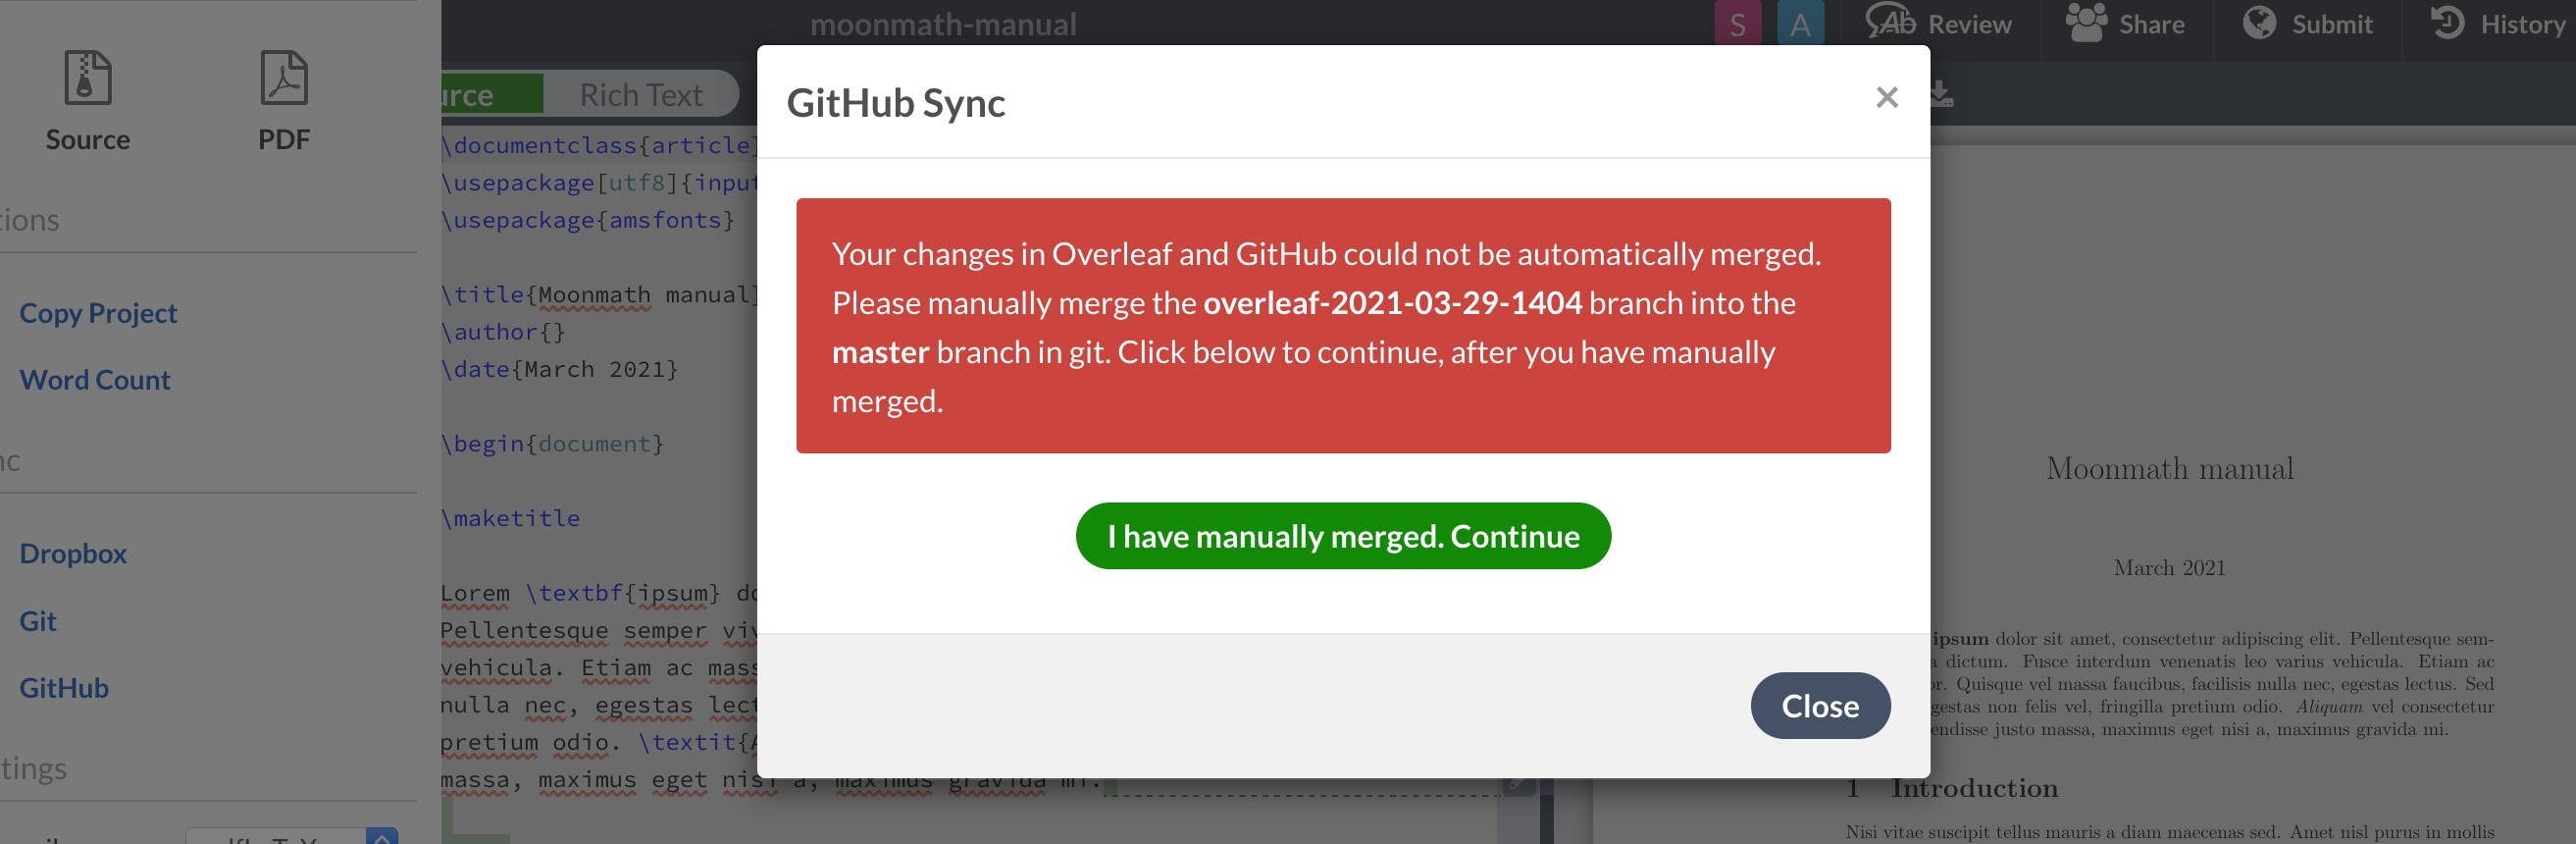 moonmath-manual
S
A
Review
Share
Submit
History
Source
PDF
urce
Rich Text
tions
Copy Project
Word Count
nc
Dropbox
Git
GitHub
tings
\documentclass{article}
\usepackage[utf8]{input
\usepackage{amsfonts}
\title{Moonmath manual}
\author{}
\date{March 2021}
\begin{document}
\maketitle
Lorem \textbf{ipsum} do
Pellentesque semper viv
vehicula. Etiam ac mass
nulla nec, egestas lect
pretium odio. \textit{A
massa, maximus eget nisi a, maximus gravida mi.
GitHub Sync
×
Your changes in Overleaf and GitHub could not be automatically merged.
Please manually merge the overleaf-2021-03-29-1404 branch into the
master branch in git. Click below to continue, after you have manually
merged.
I have manually merged. Continue
Close
Moonmath manual
March 2021
ipsum dolor sit amet, consectetur adipiscing elit. Pellentesque sem-
a dictum. Fusce interdum venenatis leo varius vehicula. Etiam ac
or. Quisque vel massa faucibus, facilisis nulla nec, egestas lectus. Sed
gestas non felis vel, fringilla pretium odio. Aliquam vel consectetur
endisse justo massa, maximus eget nisi a, maximus gravida mi.
1 Introduction
Nisi vitae suscipit tellus mauris a diam maecenas sed. Amet nisl purus in mollis